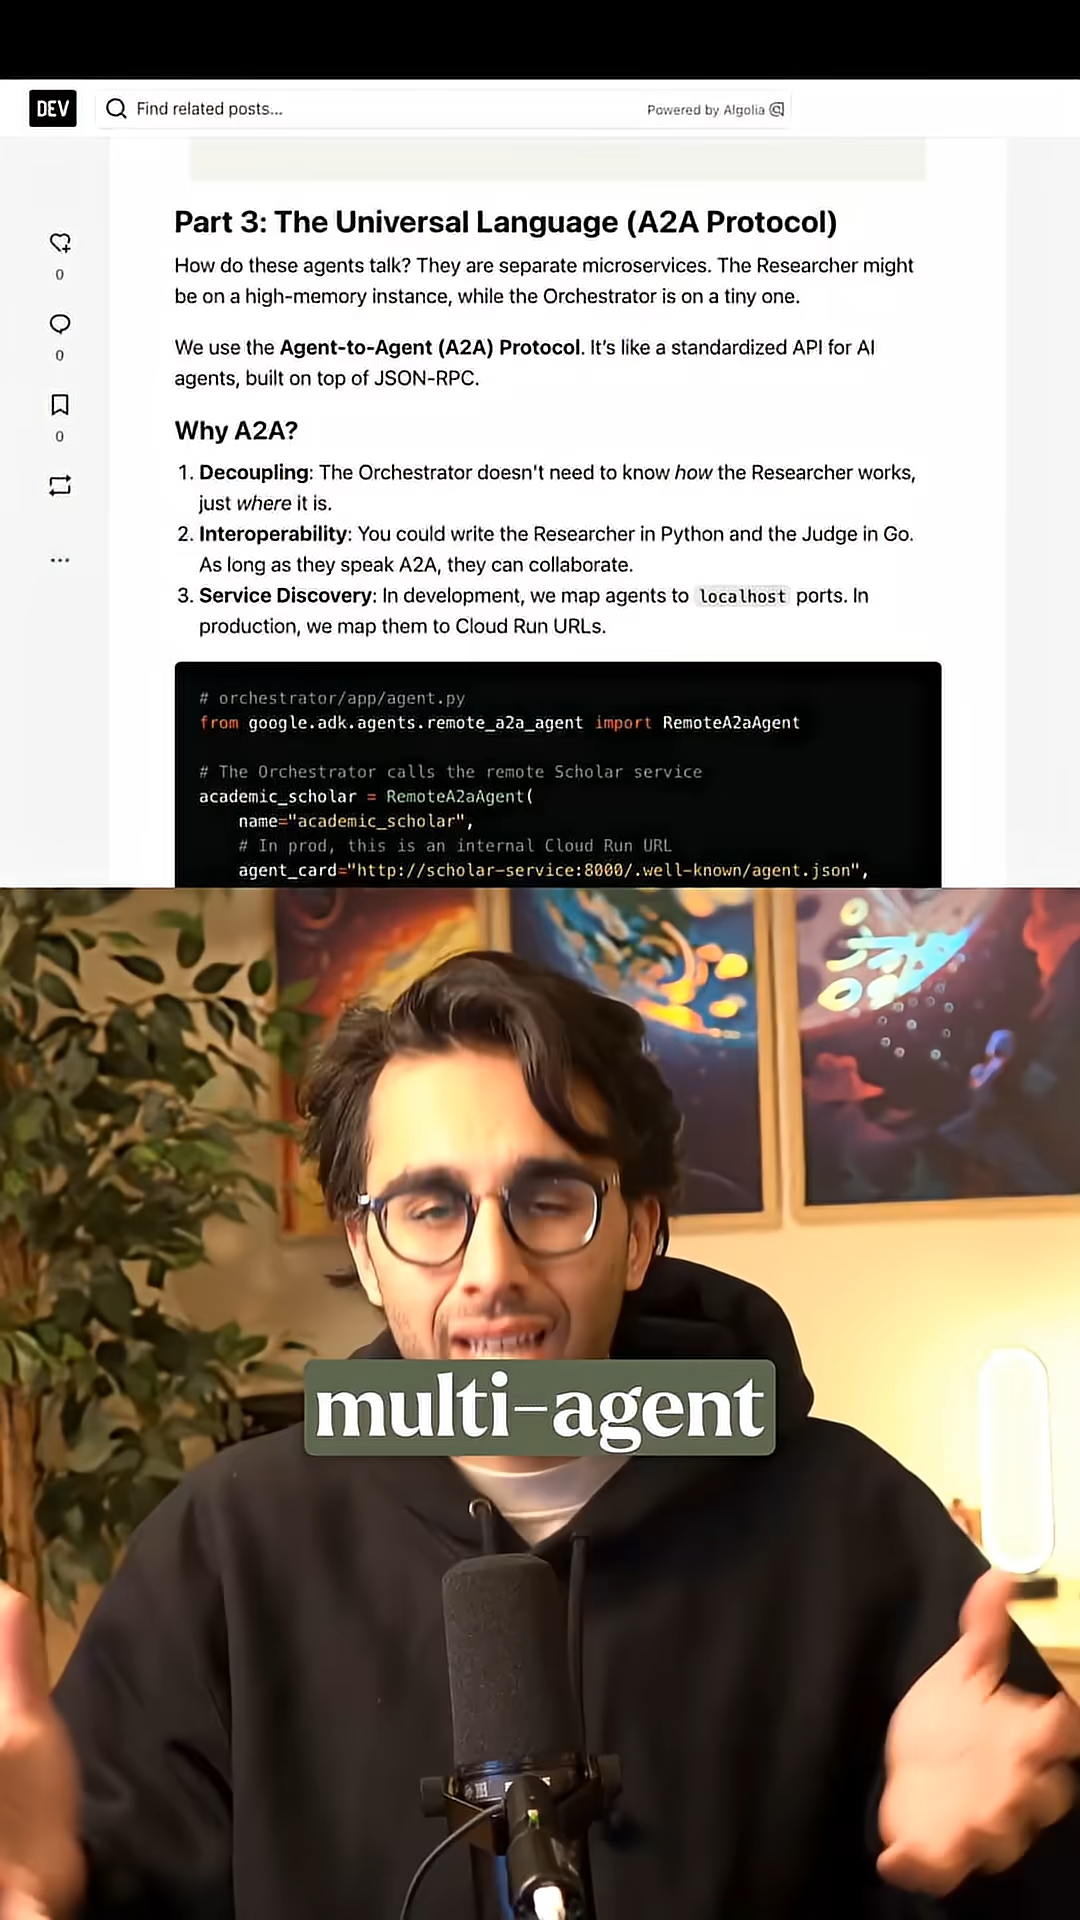 DEV
Find related posts...
Powered by Algolia
Part 3: The Universal Language (A2A Protocol)
How do these agents talk? They are separate microservices. The Researcher might
be on a high-memory instance, while the Orchestrator is on a tiny one.
We use the Agent-to-Agent (A2A) Protocol. It’s like a standardized API for AI
agents, built on top of JSON-RPC.
Why A2A?
1. Decoupling: The Orchestrator doesn't need to know how the Researcher works,
just where it is.
2. Interoperability: You could write the Researcher in Python and the Judge in Go.
As long as they speak A2A, they can collaborate.
3. Service Discovery: In development, we map agents to localhost ports. In
production, we map them to Cloud Run URLs.
0
0
0
# orchestrator/app/agent.py
from google.adk.agents.remote_a2a_agent import RemoteA2aAgent
# The Orchestrator calls the remote Scholar service
academic_scholar = RemoteA2aAgent(
name="academic_scholar",
# In prod, this is an internal Cloud Run URL
agent_card="http://scholar-service:8000/.well-known/agent.json",
multi-agent